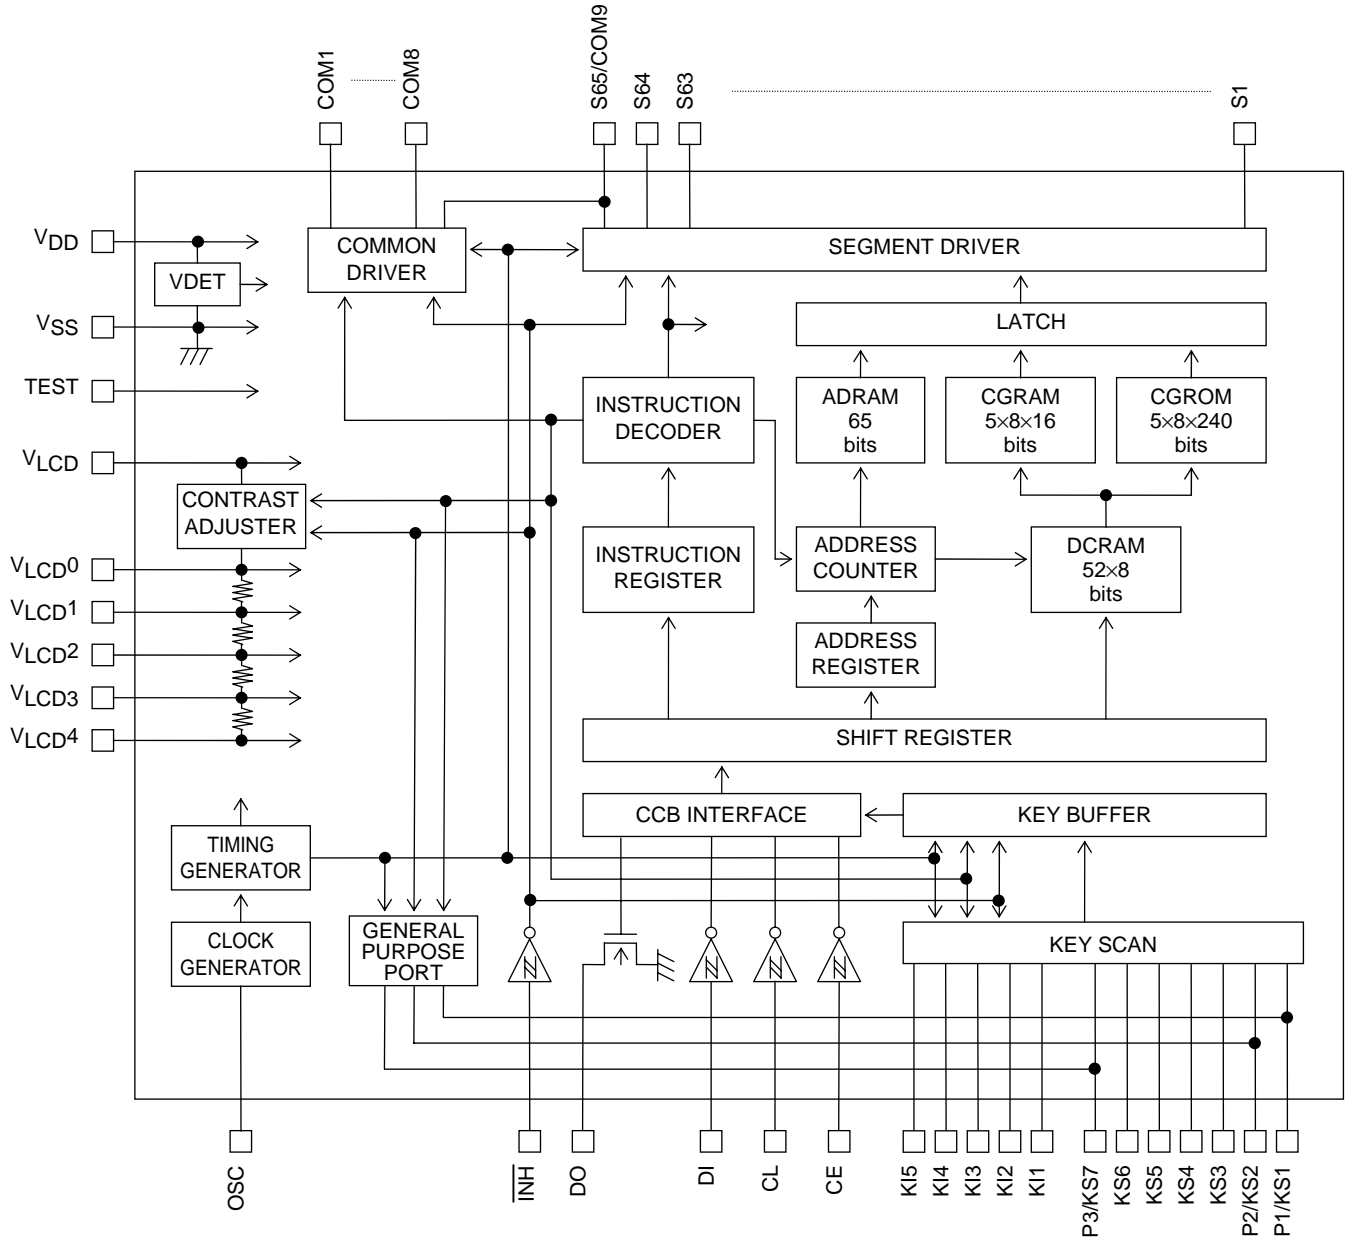 COM1
COM8
S65/COM9
S64
S63
S1
VDD
VDET
VSS
TEST
VLCD
CONTRAST
ADJUSTER
VLCD0
VLCD1
VLCD2
VLCD3
VLCD4
COMMON
DRIVER
SEGMENT DRIVER
LATCH
INSTRUCTION
DECODER
ADRAM
65
bits
CGRAM
5×8×16
bits
CGROM
5×8×240
bits
INSTRUCTION
REGISTER
ADDRESS
COUNTER
DCRAM
52×8
bits
ADDRESS
REGISTER
SHIFT REGISTER
CCB INTERFACE
KEY BUFFER
TIMING
GENERATOR
CLOCK
GENERATOR
GENERAL
PURPOSE
PORT
KEY SCAN
OSC
INH
DO
DI
CL
CE
KI5
KI4
KI3
KI2
KI1
P3/KS7
KS6
KS5
KS4
KS3
P2/KS2
P1/KS1